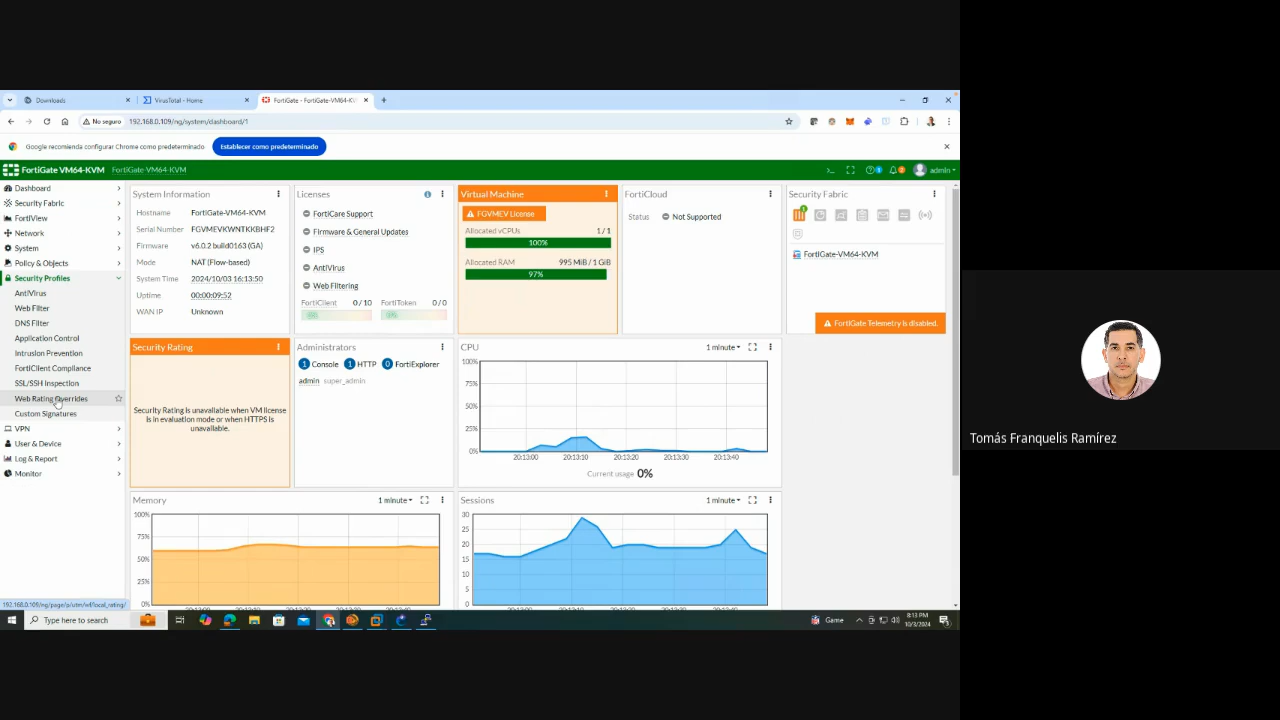 Downloads
VirusTotal - Home
FortiGate - FortiGate-VM64-KV
No seguro
192.168.0.109/ng/system/dashboard/1
Google recomienda configurar Chrome como predeterminado
Establecer como predeterminado
FortiGate VM64-KVM
FortiGate-VM64-KVM
admin
Dashboard
Security Fabric
FortiView
Network
System
Policy & Objects
Security Profiles
AntiVirus
Web Filter
DNS Filter
Application Control
Intrusion Prevention
FortiClient Compliance
SSL/SSH Inspection
Web Rating Overrides
Custom Signatures
VPN
User & Device
Log & Report
Monitor
System Information
Hostname FortiGate-VM64-KVM
Serial Number FGVMEVKWNTKKBHF2
Firmware v6.0.2 build0163 (GA)
Mode NAT (Flow-based)
System Time 2024/10/03 16:13:50
Uptime 00:00:09:52
WAN IP Unknown
Licenses
FortiCare Support
Firmware & General Updates
IPS
AntiVirus
Web Filtering
FortiClient 0 / 10
FortiToken 0 / 0
0%
Virtual Machine
FGVMEV License
Allocated vCPUs 1 / 1
100%
Allocated RAM 995 MiB / 1 GiB
97%
FortiCloud
Status Not Supported
Security Fabric
FortiGate-VM64-KVM
FortiGate Telemetry is disabled.
Security Rating
Security Rating is unavailable when VM license
is in evaluation mode or when HTTPS is
unavailable.
Administrators
1 Console 1 HTTP 0 FortiExplorer
admin super_admin
CPU
1 minute
100%
75%
50%
25%
0%
20:13:00 20:13:10 20:13:20 20:13:30 20:13:40
Current usage 0%
Memory
1 minute
100%
75%
50%
25%
0%
Sessions
1 minute
30
25
20
15
10
5
0
192.168.0.109/ng/page/p/utm/wf/local_rating/
Type here to search
Game
8:13 PM
10/3/2024
Tomás Franquelis Ramírez